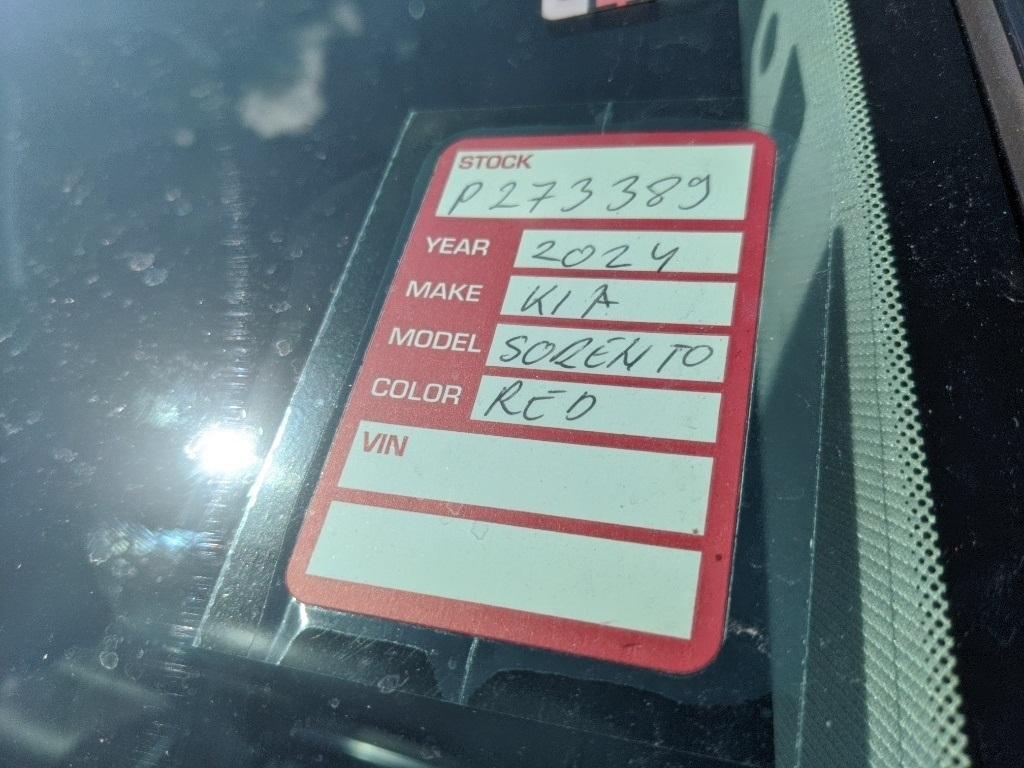 STOCK
P273389
YEAR 2024
MAKE KIA
MODEL SORENTO
COLOR RED
VIN